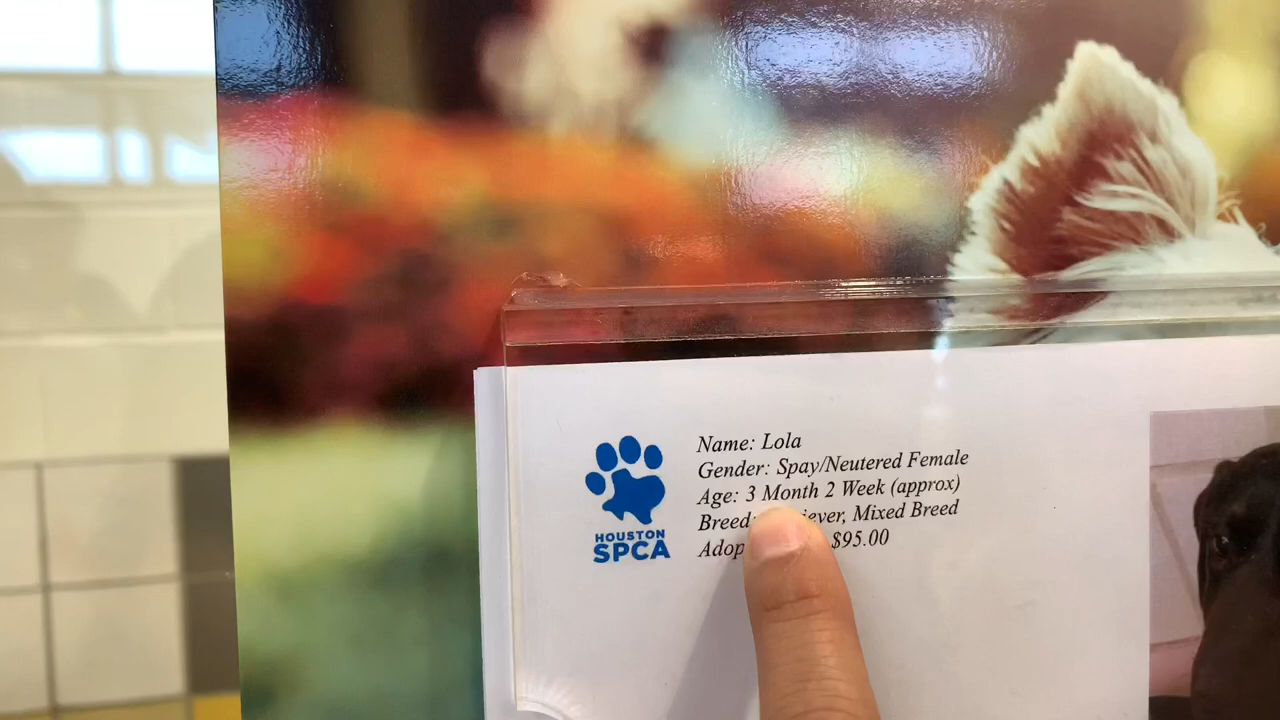 Name: Lola
Gender: Spay/Neutered Female
Age: 3 Month 2 Week (approx)
Breed: Mixed Breed
$95.00
HOUSTON
SPCA